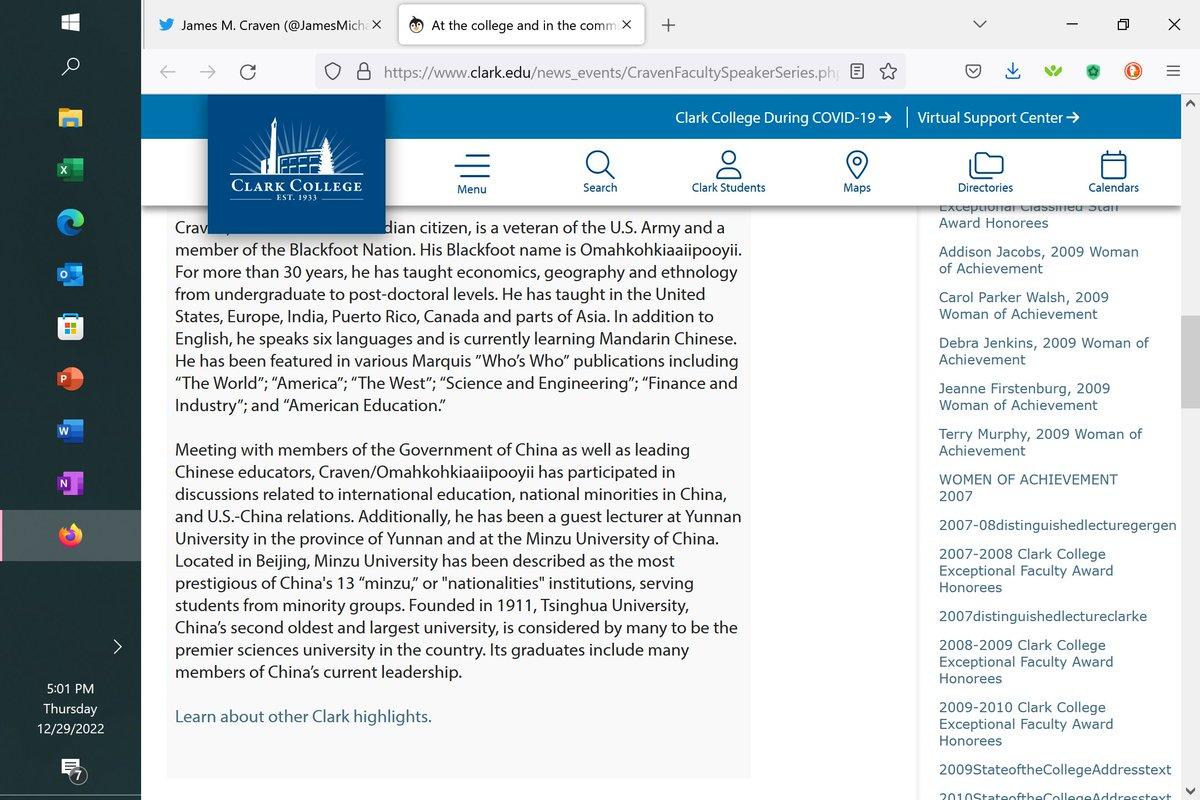 James M. Craven (@JamesMich
At the college and in the comm
https://www.clark.edu/news_events/CravenFacultySpeakerSeries.php
Clark College During COVID-19
Virtual Support Center
CLARK COLLEGE
EST. 1933
Menu
Search
Clark Students
Maps
Directories
Calendars
Crav dian citizen, is a veteran of the U.S. Army and a
member of the Blackfoot Nation. His Blackfoot name is Omahkohkiaaiipooyii.
For more than 30 years, he has taught economics, geography and ethnology
from undergraduate to post-doctoral levels. He has taught in the United
States, Europe, India, Puerto Rico, Canada and parts of Asia. In addition to
English, he speaks six languages and is currently learning Mandarin Chinese.
He has been featured in various Marquis ”Who’s Who” publications including
“The World”; “America”; “The West”; “Science and Engineering”; “Finance and
Industry”; and “American Education.”
Meeting with members of the Government of China as well as leading
Chinese educators, Craven/Omahkohkiaaiipooyii has participated in
discussions related to international education, national minorities in China,
and U.S.-China relations. Additionally, he has been a guest lecturer at Yunnan
University in the province of Yunnan and at the Minzu University of China.
Located in Beijing, Minzu University has been described as the most
prestigious of China's 13 “minzu,” or "nationalities" institutions, serving
students from minority groups. Founded in 1911, Tsinghua University,
China’s second oldest and largest university, is considered by many to be the
premier sciences university in the country. Its graduates include many
members of China’s current leadership.
Learn about other Clark highlights.
Exceptional Classified Staff
Award Honorees
Addison Jacobs, 2009 Woman
of Achievement
Carol Parker Walsh, 2009
Woman of Achievement
Debra Jenkins, 2009 Woman of
Achievement
Jeanne Firstenburg, 2009
Woman of Achievement
Terry Murphy, 2009 Woman of
Achievement
WOMEN OF ACHIEVEMENT
2007
2007-08distinguishedlecturegergen
2007-2008 Clark College
Exceptional Faculty Award
Honorees
2007distinguishedlectureclarke
2008-2009 Clark College
Exceptional Faculty Award
Honorees
2009-2010 Clark College
Exceptional Faculty Award
Honorees
2009StateoftheCollegeAddresstext
2010StateoftheCollegeAddresstext
5:01 PM
Thursday
12/29/2022
7